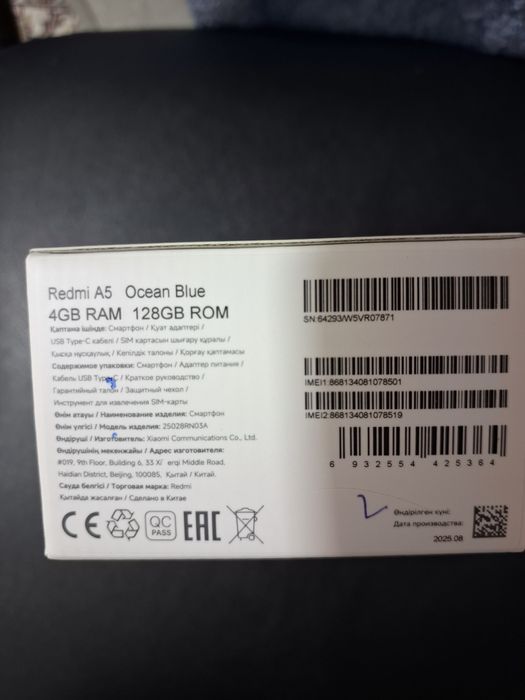 Redmi A5 Ocean Blue
4GB RAM 128GB ROM
Қаптама ішінде: Смартфон / Қуат адаптері /
USB Type-C кабелі / SIM картасын шығару құралы /
Қысқа нұсқаулық / Кепілдік талоны / Қорғау қаптамасы
Содержимое упаковки: Смартфон / Адаптер питания /
Кабель USB Type-C / Краткое руководство /
Гарантийный талон / Защитный чехол /
Инструмент для извлечения SIM-карты
Өнім атауы / Наименование изделия: Смартфон
Өнім үлгісі / Модель изделия: 25028RN03A
Өндіруші / Изготовитель: Xiaomi Communications Co., Ltd.
Өндірушінің мекенжайы / Адрес изготовителя:
#019, 9th Floor, Building 6, 33 Xi'erqi Middle Road,
Haidian District, Beijing, 100085, Қытай / Китай.
Сауда белгісі / Торговая марка: Redmi
Қытайда жасалған / Сделано в Китае
CE QC PASS EAC
SN:64293/W5VR07871
IMEI1:868134081078501
IMEI2:868134081078519
6 932554 425364
2
Өндірілген күні:
Дата производства:
2025.08